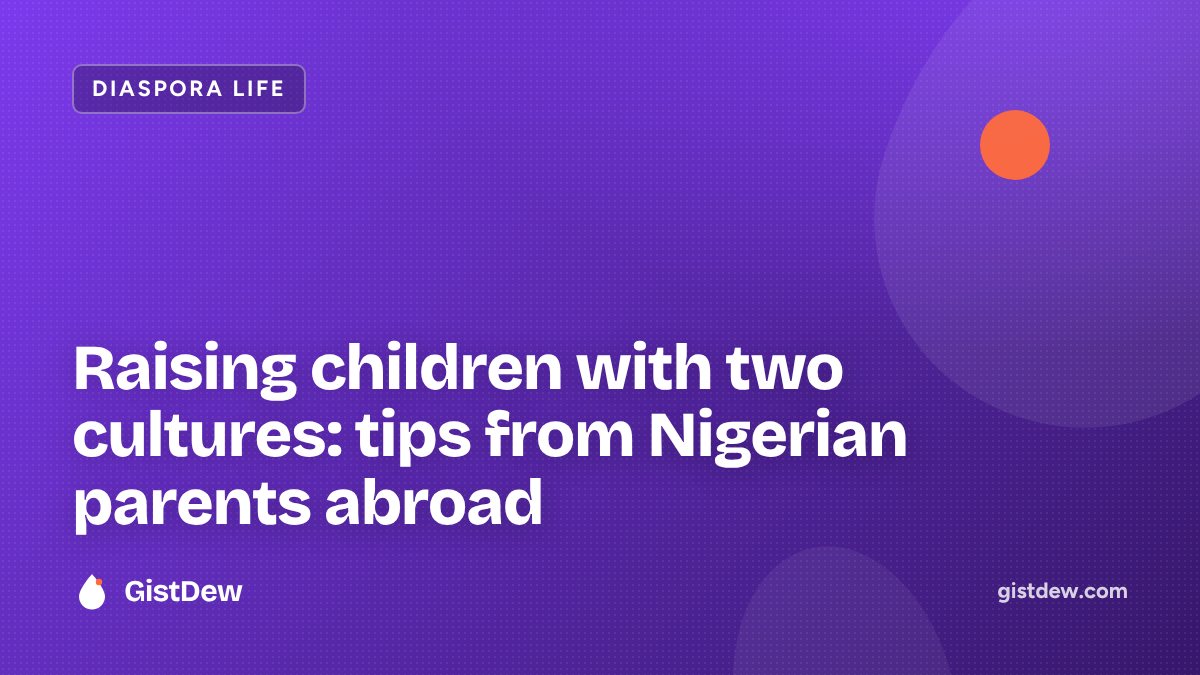 DIASPORA LIFE
Raising children with two
cultures: tips from Nigerian
parents abroad
GistDew
gistdew.com